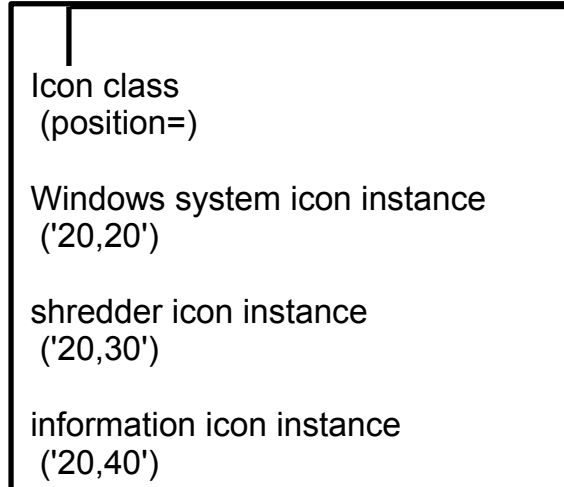 Icon class
(position=)
Windows system icon instance
('20,20')
shredder icon instance
('20,30')
information icon instance
('20,40')